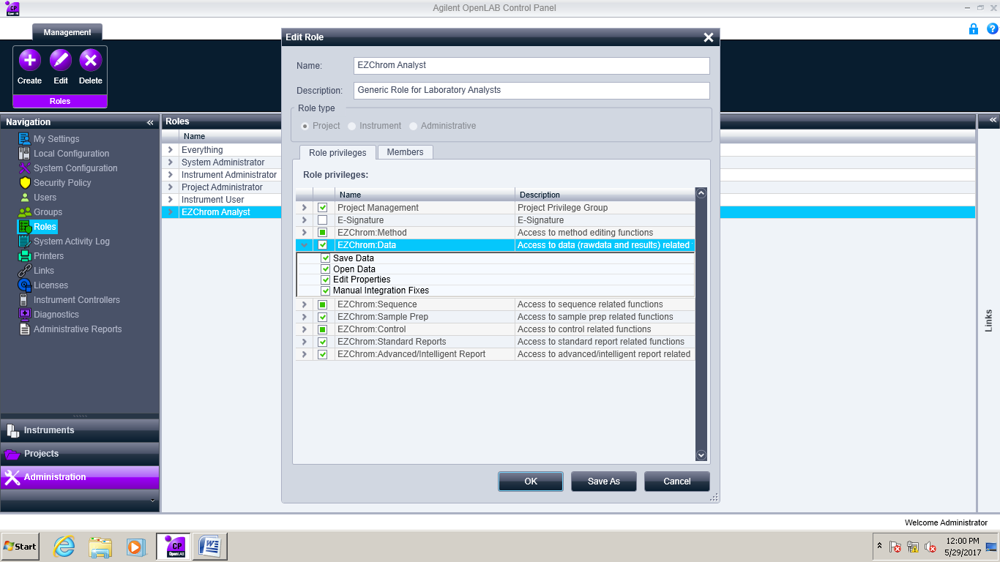 CP
OpenLAB
Agilent OpenLAB Control Panel
Management
Create Edit Delete
Roles
Navigation
My Settings
Local Configuration
System Configuration
Security Policy
Users
Groups
Roles
System Activity Log
Printers
Links
Licenses
Instrument Controllers
Diagnostics
Administrative Reports
Instruments
Projects
Administration
Roles
Name
Everything
System Administrator
Instrument Administrator
Project Administrator
Instrument User
EZChrom Analyst
Edit Role
Name: EZChrom Analyst
Description: Generic Role for Laboratory Analysts
Role type
Project Instrument Administrative
Role privileges Members
Role privileges:
Name Description
Project Management Project Privilege Group
E-Signature E-Signature
EZChrom:Method Access to method editing functions
EZChrom:Data Access to data (rawdata and results) related
Save Data
Open Data
Edit Properties
Manual Integration Fixes
EZChrom:Sequence Access to sequence related functions
EZChrom:Sample Prep Access to sample prep related functions
EZChrom:Control Access to control related functions
EZChrom:Standard Reports Access to standard report related functions
EZChrom:Advanced/Intelligent Report Access to advanced/intelligent report related
OK Save As Cancel
Links
Welcome Administrator
Start
CP
OpenLAB
12:00 PM
5/29/2017